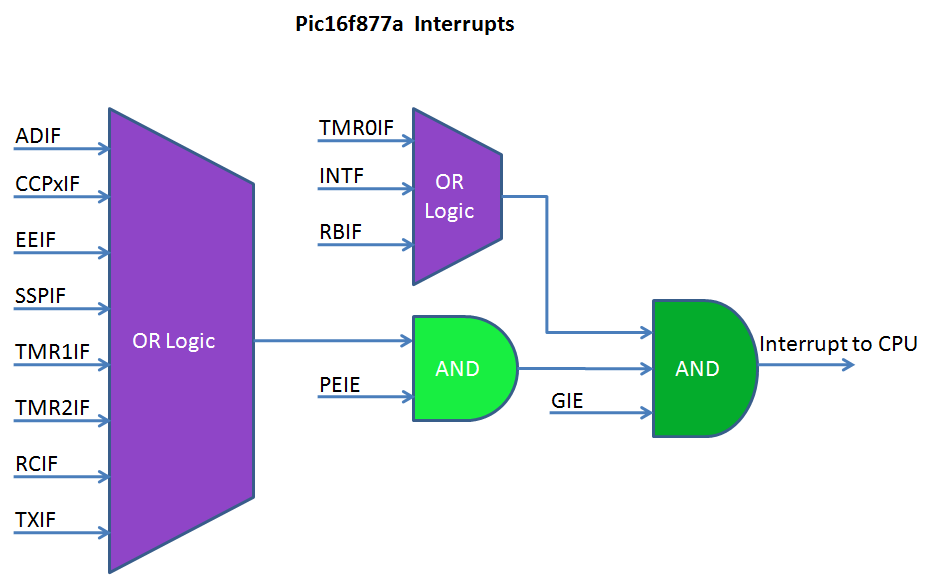 Pic16f877a Interrupts
ADIF
CCPxIF
EEIF
SSPIF
TMR1IF
TMR2IF
RCIF
TXIF
OR Logic
TMR0IF
INTF
RBIF
OR
Logic
PEIE
AND
GIE
AND
Interrupt to CPU